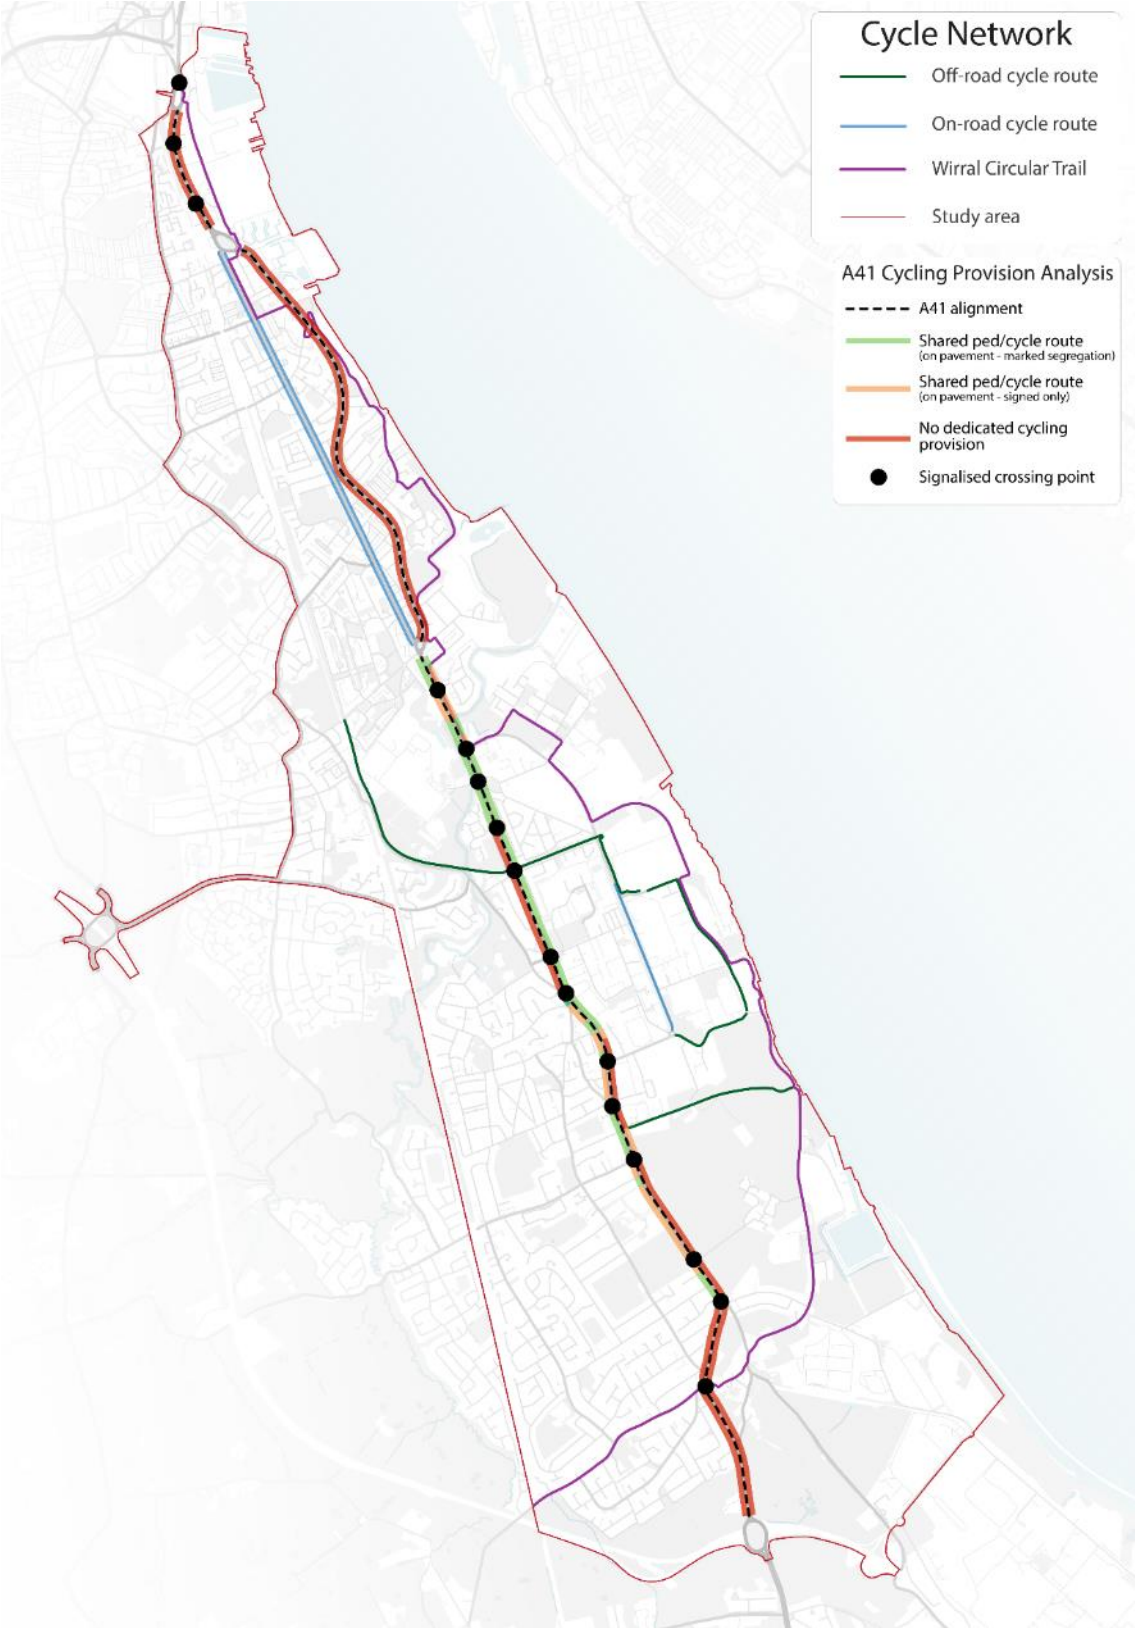 Cycle Network
Off-road cycle route
On-road cycle route
Wirral Circular Trail
Study area
A41 Cycling Provision Analysis
A41 alignment
Shared ped/cycle route
(on pavement - marked segregation)
Shared ped/cycle route
(on pavement - signed only)
No dedicated cycling
provision
Signalised crossing point